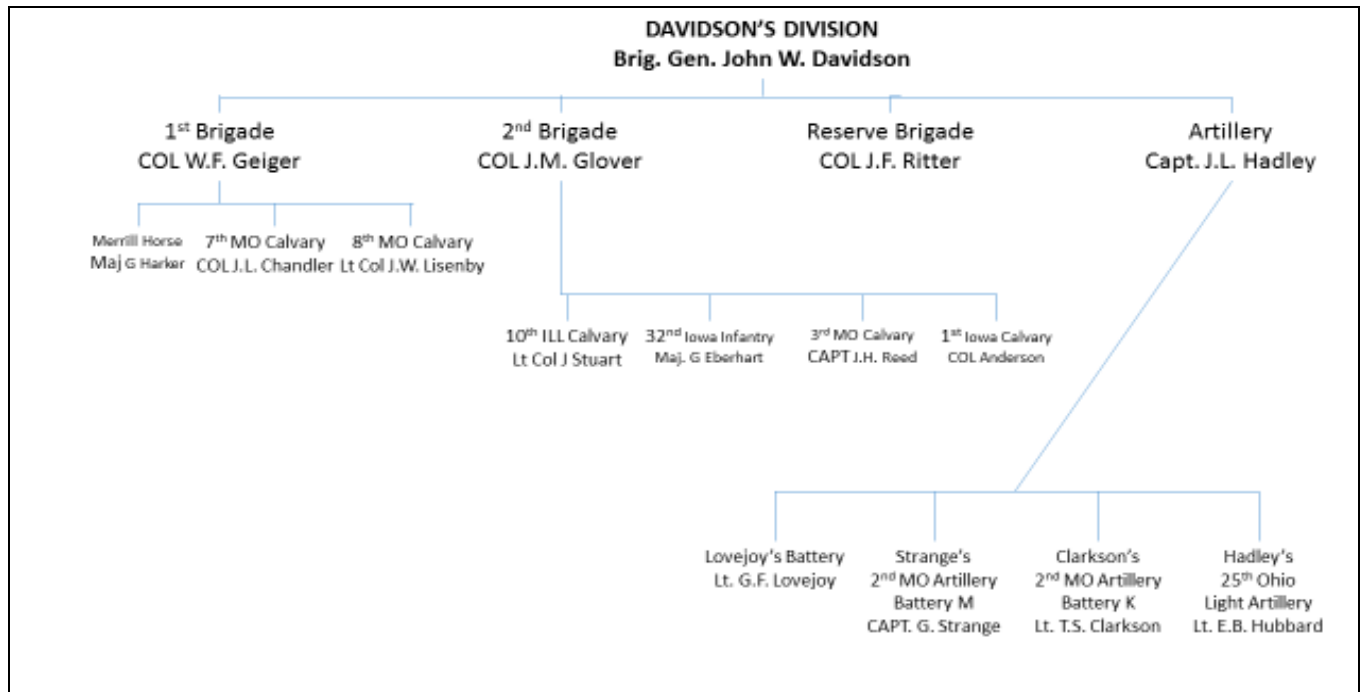 DAVIDSON'S DIVISION
Brig. Gen. John W. Davidson
1st Brigade
COL W.F. Geiger
2nd Brigade
COL J.M. Glover
Reserve Brigade
COL J.F. Ritter
Artillery
Capt. J.L. Hadley
Merrill Horse
Maj G Harker
7th MO Calvary
COL J.L. Chandler
8th MO Calvary
Lt Col J.W. Lisenby
10th ILL Calvary
Lt Col J Stuart
32nd Iowa Infantry
Maj. G Eberhart
3rd MO Calvary
CAPT J.H. Reed
1st Iowa Calvary
COL Anderson
Lovejoy's Battery
Lt. G.F. Lovejoy
Strange's
2nd MO Artillery
Battery M
CAPT. G. Strange
Clarkson's
2nd MO Artillery
Battery K
Lt. T.S. Clarkson
Hadley's
25th Ohio
Light Artillery
Lt. E.B. Hubbard